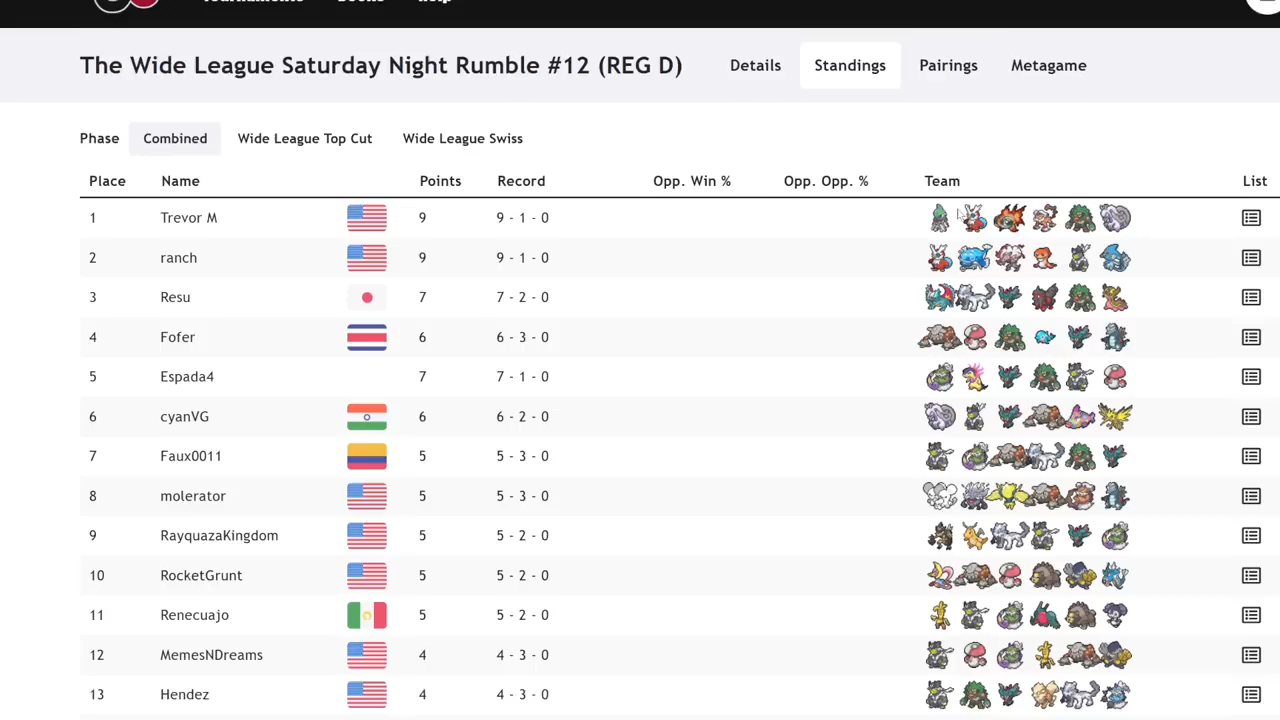 The Wide League Saturday Night Rumble #12 (REG D) Details Standings Pairings Metagame
Phase Combined Wide League Top Cut Wide League Swiss
Place Name Points Record Opp. Win % Opp. Opp. % Team List
1 Trevor M 9 9 - 1 - 0
2 ranch 9 9 - 1 - 0
3 Resu 7 7 - 2 - 0
4 Fofer 6 6 - 3 - 0
5 Espada4 7 7 - 1 - 0
6 cyanVG 6 6 - 2 - 0
7 Faux0011 5 5 - 3 - 0
8 molerator 5 5 - 3 - 0
9 RayquazaKingdom 5 5 - 2 - 0
10 RocketGrunt 5 5 - 2 - 0
11 Renecuajo 5 5 - 2 - 0
12 MemesNDreams 4 4 - 3 - 0
13 Hendez 4 4 - 3 - 0